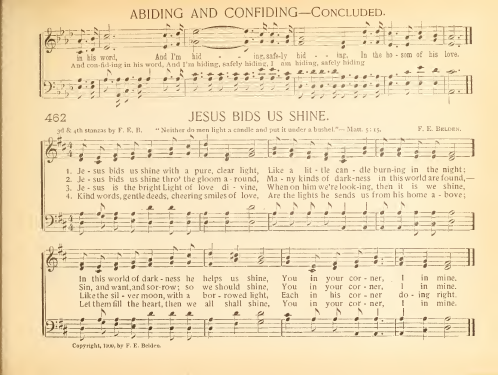 ABIDING AND CONFIDING—CONCLUDED.
in his word, And I'm hid - ing, safe-ly hid - ing. In the bo - som of his love.
And con-fid-ing in his word, And I'm hiding, safely hiding, I am hiding, safely hiding
462 JESUS BIDS US SHINE.
3d & 4th stanzas by F. E. B. "Neither do men light a candle and put it under a bushel."—Matt. 5:15. F. E. BELDEN.
1. Je - sus bids us shine with a pure, clear light, Like a lit - tle can - dle burn-ing in the night;
2. Je - sus bids us shine thro' the gloom a - round, Ma - ny kinds of dark-ness in this world are found,—
3. Je - sus is the bright Light of love di - vine, When on him we're look-ing, then it is we shine,
4. Kind words, gentle deeds, cheering smiles of love, Are the lights he sends us from his home a - bove;
In this world of dark - ness he helps us shine, You in your cor - ner, I in mine.
Sin, and want, and sor-row; so we should shine, You in your cor - ner, I in mine.
Like the sil - ver moon, with a bor - rowed light, Each in his cor - ner do - ing right.
Let them fill the heart, then we all shall shine, You in your cor - ner, I in mine.
Copyright, 1900, by F. E. Belden.